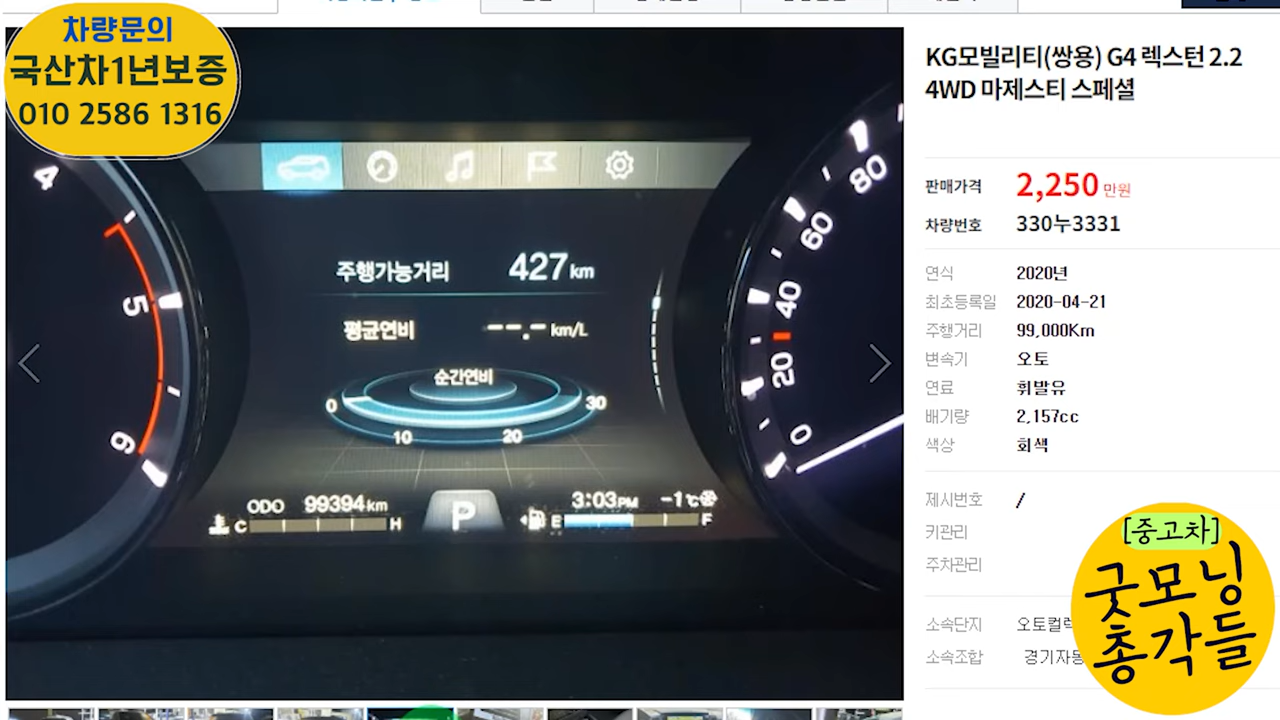 차량문의
국산차1년보증
010 2586 1316
4
5
6
주행가능거리 427 km
평균연비 --.- km/L
순간연비
0 10 20 30
ODO 99394 km
C H
P
3:03 PM -1℃
E F
80
60
40
20
0
KG모빌리티(쌍용) G4 렉스턴 2.2
4WD 마제스티 스페셜
판매가격 2,250 만원
차량번호 330누3331
연식 2020년
최초등록일 2020-04-21
주행거리 99,000Km
변속기 오토
연료 휘발유
배기량 2,157cc
색상 회색
제시번호 /
키관리
주차관리
소속단지 오토컬렉
소속조합 경기자동
[중고차]
굿모닝
총각들